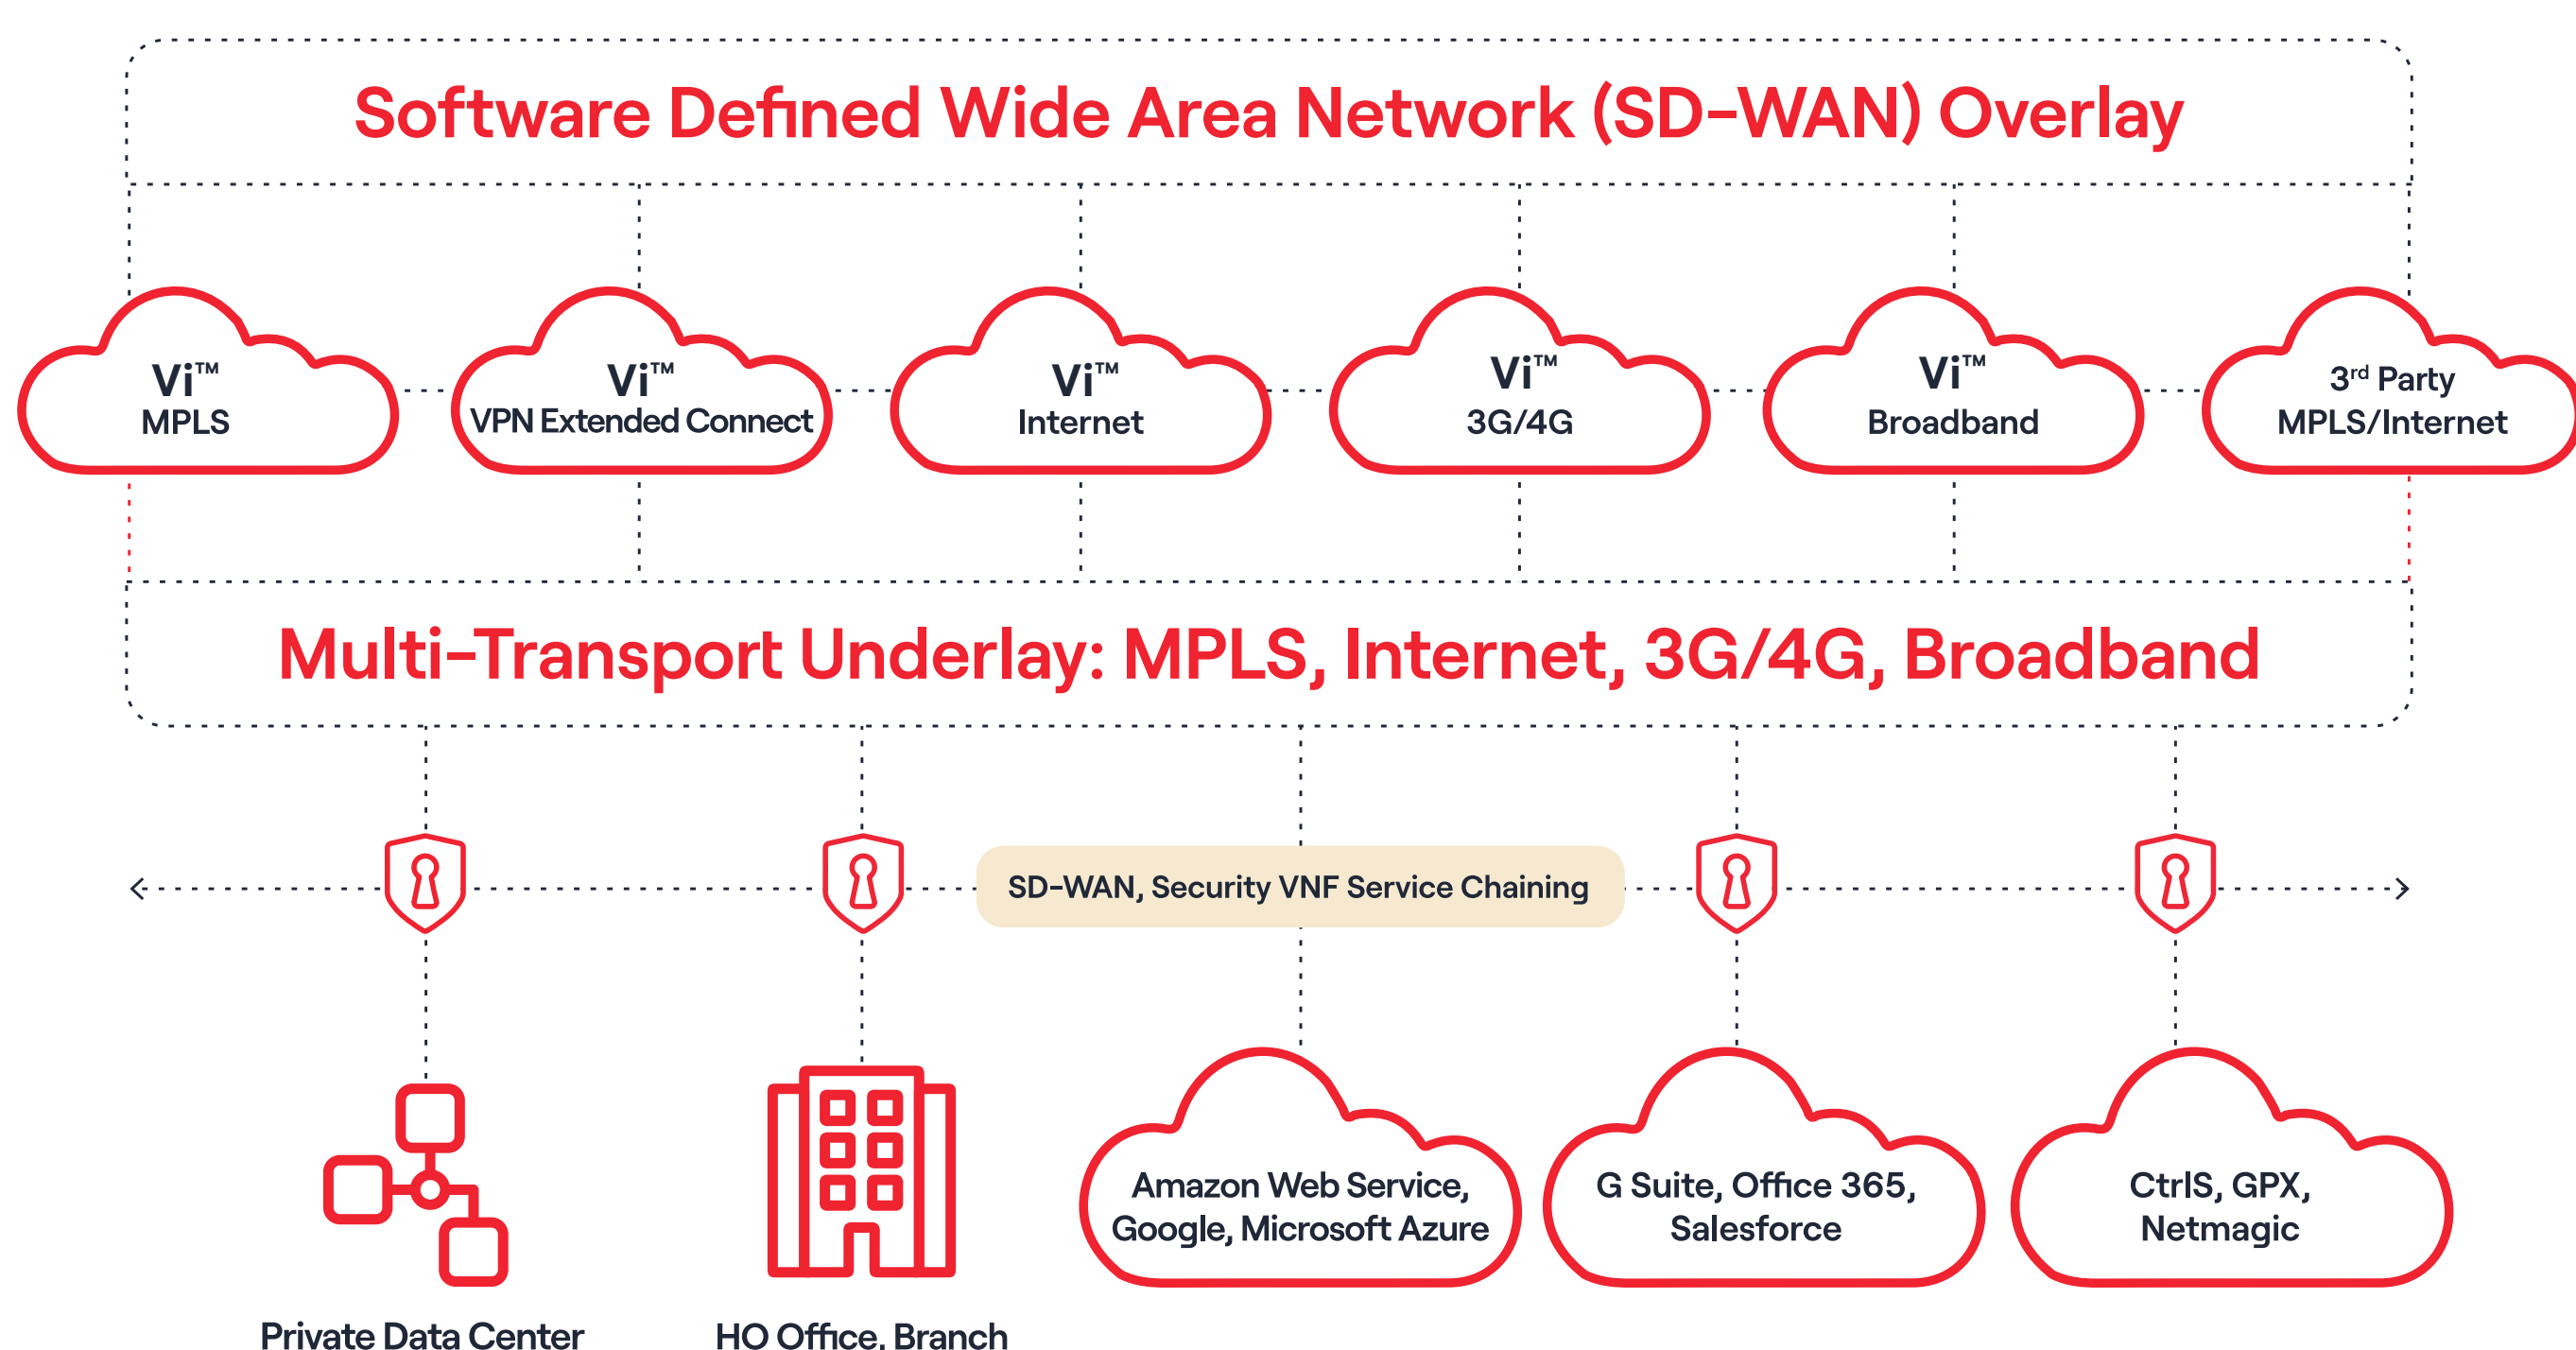 Software Defined Wide Area Network (SD-WAN) Overlay
Vi™
MPLS
Vi™
VPN Extended Connect
Vi™
Internet
Vi™
3G/4G
Vi™
Broadband
3rd Party
MPLS/Internet
Multi-Transport Underlay: MPLS, Internet, 3G/4G, Broadband
SD-WAN, Security VNF Service Chaining
Amazon Web Service,
Google, Microsoft Azure
G Suite, Office 365,
Salesforce
CtrlS, GPX,
Netmagic
Private Data Center
HO Office, Branch